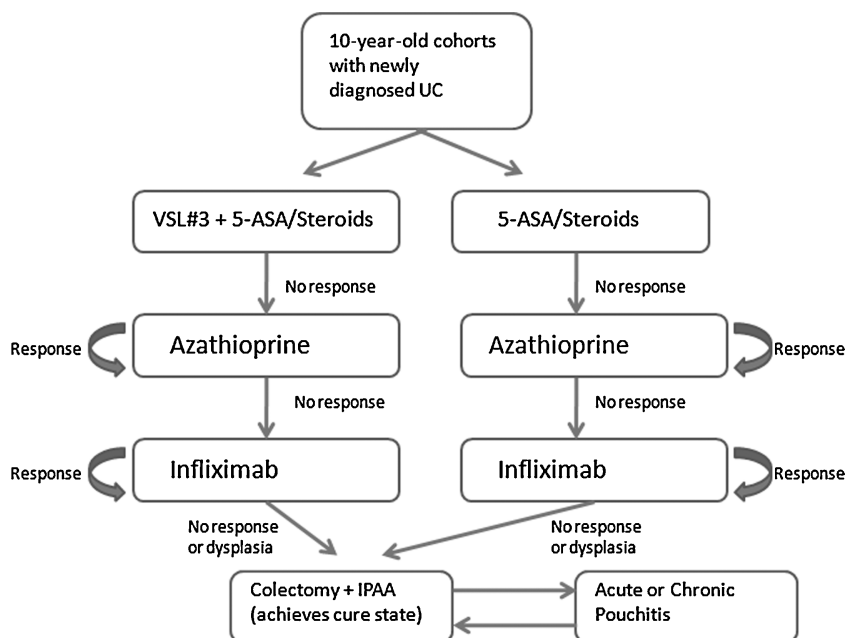 10-year-old cohorts
with newly
diagnosed UC
VSL#3 + 5-ASA/Steroids
5-ASA/Steroids
No response
No response
Response
Azathioprine
Azathioprine
Response
No response
No response
Response
Infliximab
Infliximab
Response
No response
or dysplasia
No response
or dysplasia
Colectomy + IPAA
(achieves cure state)
Acute or Chronic
Pouchitis